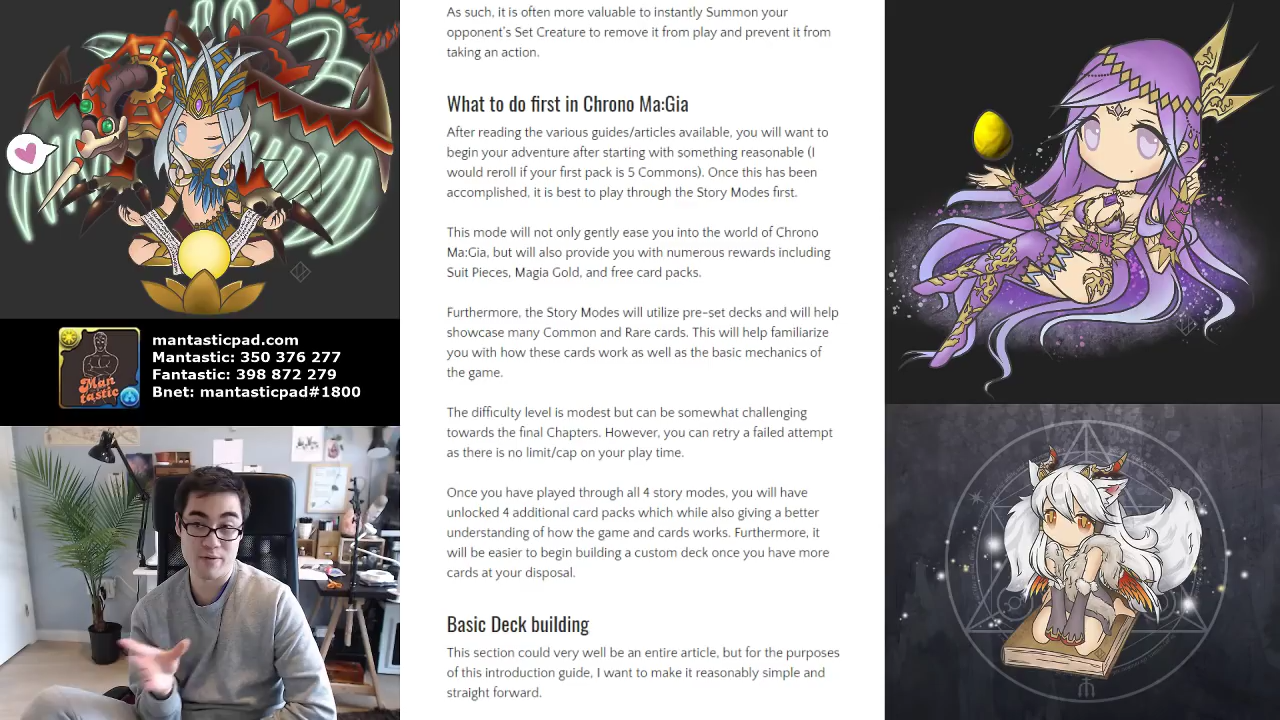 As such, it is often more valuable to instantly Summon your
opponent's Set Creature to remove it from play and prevent it from
taking an action.
What to do first in Chrono Ma:Gia
After reading the various guides/articles available, you will want to
begin your adventure after starting with something reasonable (I
would reroll if your first pack is 5 Commons). Once this has been
accomplished, it is best to play through the Story Modes first.
This mode will not only gently ease you into the world of Chrono
Ma:Gia, but will also provide you with numerous rewards including
Suit Pieces, Magia Gold, and free card packs.
Furthermore, the Story Modes will utilize pre-set decks and will help
showcase many Common and Rare cards. This will help familiarize
you with how these cards work as well as the basic mechanics of
the game.
The difficulty level is modest but can be somewhat challenging
towards the final Chapters. However, you can retry a failed attempt
as there is no limit/cap on your play time.
Once you have played through all 4 story modes, you will have
unlocked 4 additional card packs which while also giving a better
understanding of how the game and cards works. Furthermore, it
will be easier to begin building a custom deck once you have more
cards at your disposal.
Basic Deck building
This section could very well be an entire article, but for the purposes
of this introduction guide, I want to make it reasonably simple and
straight forward.
mantasticpad.com
Mantastic: 350 376 277
Fantastic: 398 872 279
Bnet: mantasticpad#1800
Man
tastic